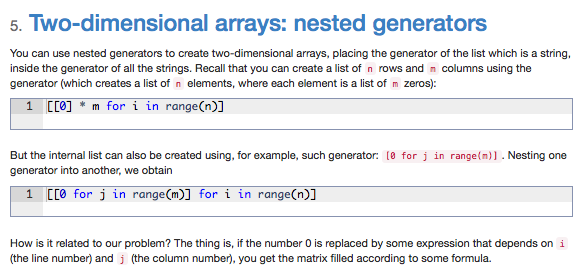 5. Two-dimensional arrays: nested generators
You can use nested generators to create two-dimensional arrays, placing the generator of the list which is a string,
inside the generator of all the strings. Recall that you can create a list of n rows and m columns using the
generator (which creates a list of n elements, where each element is a list of m zeros):
1 [[0] * m for i in range(n)]
But the internal list can also be created using, for example, such generator: [0 for j in range(m)] . Nesting one
generator into another, we obtain
1 [[0 for j in range(m)] for i in range(n)]
How is it related to our problem? The thing is, if the number 0 is replaced by some expression that depends on i
(the line number) and j (the column number), you get the matrix filled according to some formula.